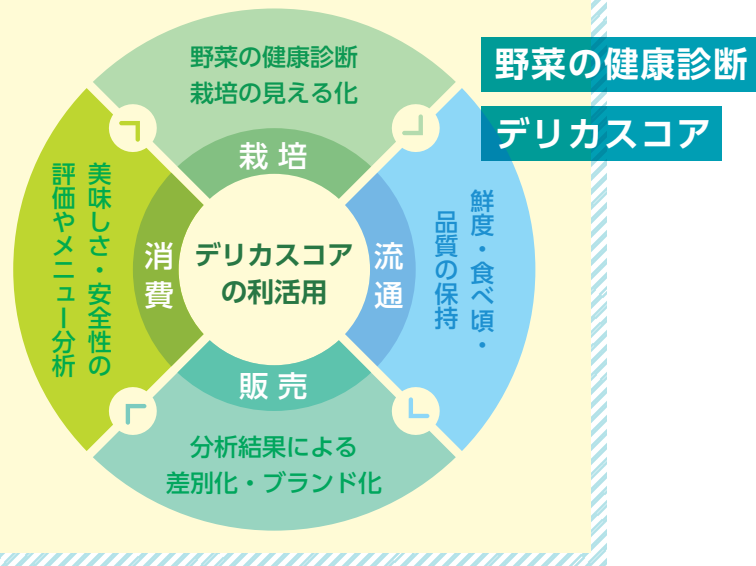 野菜の健康診断
デリカスコア
野菜の健康診断
栽培の見える化
栽培
鮮度・食べ頃・
品質の保持
流通
デリカスコア
の利活用
販売
分析結果による
差別化・ブランド化
消費
美味しさ・安全性の
評価やメニュー分析